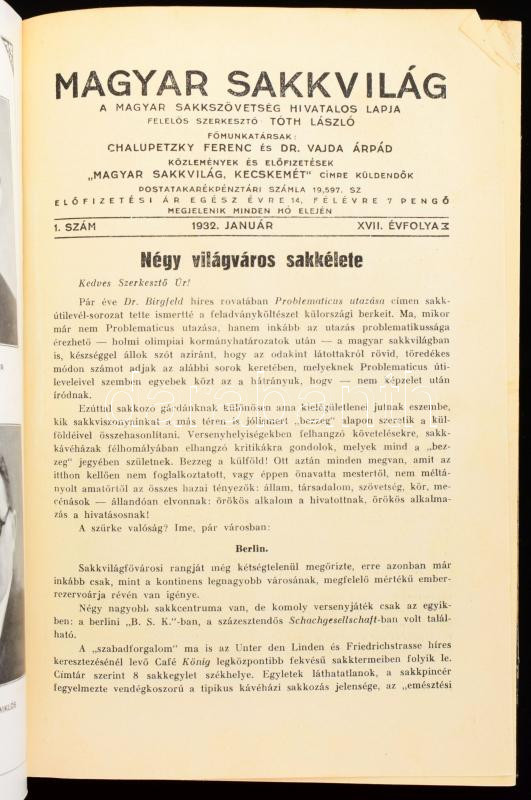 MAGYAR SAKKVILÁG
A MAGYAR SAKKSZÖVETSÉG HIVATALOS LAPJA
FELELŐS SZERKESZTŐ TÓTH LÁSZLÓ
FŐMUNKATÁRSAK:
CHALUPETZKY FERENC ÉS DR. VAJDA ÁRPÁD
KÖZLEMÉNYEK ÉS ELŐFIZETÉSEK
„MAGYAR SAKKVILÁG, KECSKEMÉT" CÍMRE KÜLDENDŐK
POSTATAKARÉKPÉNZTÁRI SZÁMLA 19,597. SZ
ELŐFIZETÉSI ÁR EGÉSZ ÉVRE 14, FÉLÉVRE 7 PENGŐ
MEGJELENIK MINDEN HÓ ELEJÉN
1. SZÁM 1932. JANUÁR XVII. ÉVFOLYAM
Négy világváros sakkélete
Kedves Szerkesztő Úr!
Pár éve Dr. Birgfeld híres rovatában Problematicus utazása címen sakk-
útilevél-sorozat tette ismertté a feladványköltészet külországi berkeit. Ma, mikor
már nem Problematicus utazása, hanem inkább az utazás problematikussága
érezhető — holmi olimpiai kormányhatározatok után — a magyar sakkvilágban
is, készséggel állok szót aziránt, hogy az odakint látottakról rövid, töredékes
módon számot adjak az alábbi sorok keretében, melyeknek Problematicus úti-
leveleivel szemben egyebek közt az a hátrányuk, hogv — nem képzelet után
íródnak.
Ezúttal sakkozo gárdánknak különösen ama kielégületlenei jutnak eszembe,
kik sakkviszonyainkat a más téren is jólismert „bezzeg" alapon szeretik a kül-
földéivel összehasonlítani. Versenyhelyiségekben felhangzó követelésekre, sakk-
kávéházak félhomályában elhangzó kritikákra gondolok, melyek mind a „bez-
zeg" jegyében születnek. Bezzeg a külföld! Ott aztán minden megvan, amit az
itthon kellően nem foglalkoztatott, vagy éppen önavatta mestertől, nem méltá-
nyolt amatőrtől az összes hazai tényezők: állam, társadalom, szövetség, kör, me-
cénások — állandóan elvonnak: örökös alkalom a hivatottnak, örökös alkalma-
zás a hivatásosnak!
A szürke valóság? Ime, pár városban:
Berlin.
Sakkvilágfővárosi rangját még kétségtelenül megőrizte, erre azonban már
inkább csak, mint a kontinens legnagyobb városának, megfelelő mértékű ember-
rezervoárja révén van igénye.
Négy nagyobb sakkcentruma van, de komoly versenyjáték csak az egyik-
ben: a berlini „B. S. K."-ban, a százesztendős Schachgesellschaft-ban volt talál-
ható.
A „szabadforgalom" ma is az Unter den Linden és Friedrichstrasse híres
keresztezésénél levő Café König legközpontibb fekvésű sakktermeiben folyik le.
Címtár szerint 8 sakkegylet székhelye. Egyletek láthatatlanok, a sakkpincér
fegyelmezte vendégkoszorú a tipikus kávéházi sakkozás jelensége, az „emésztési
NIKLÓS
darabanth